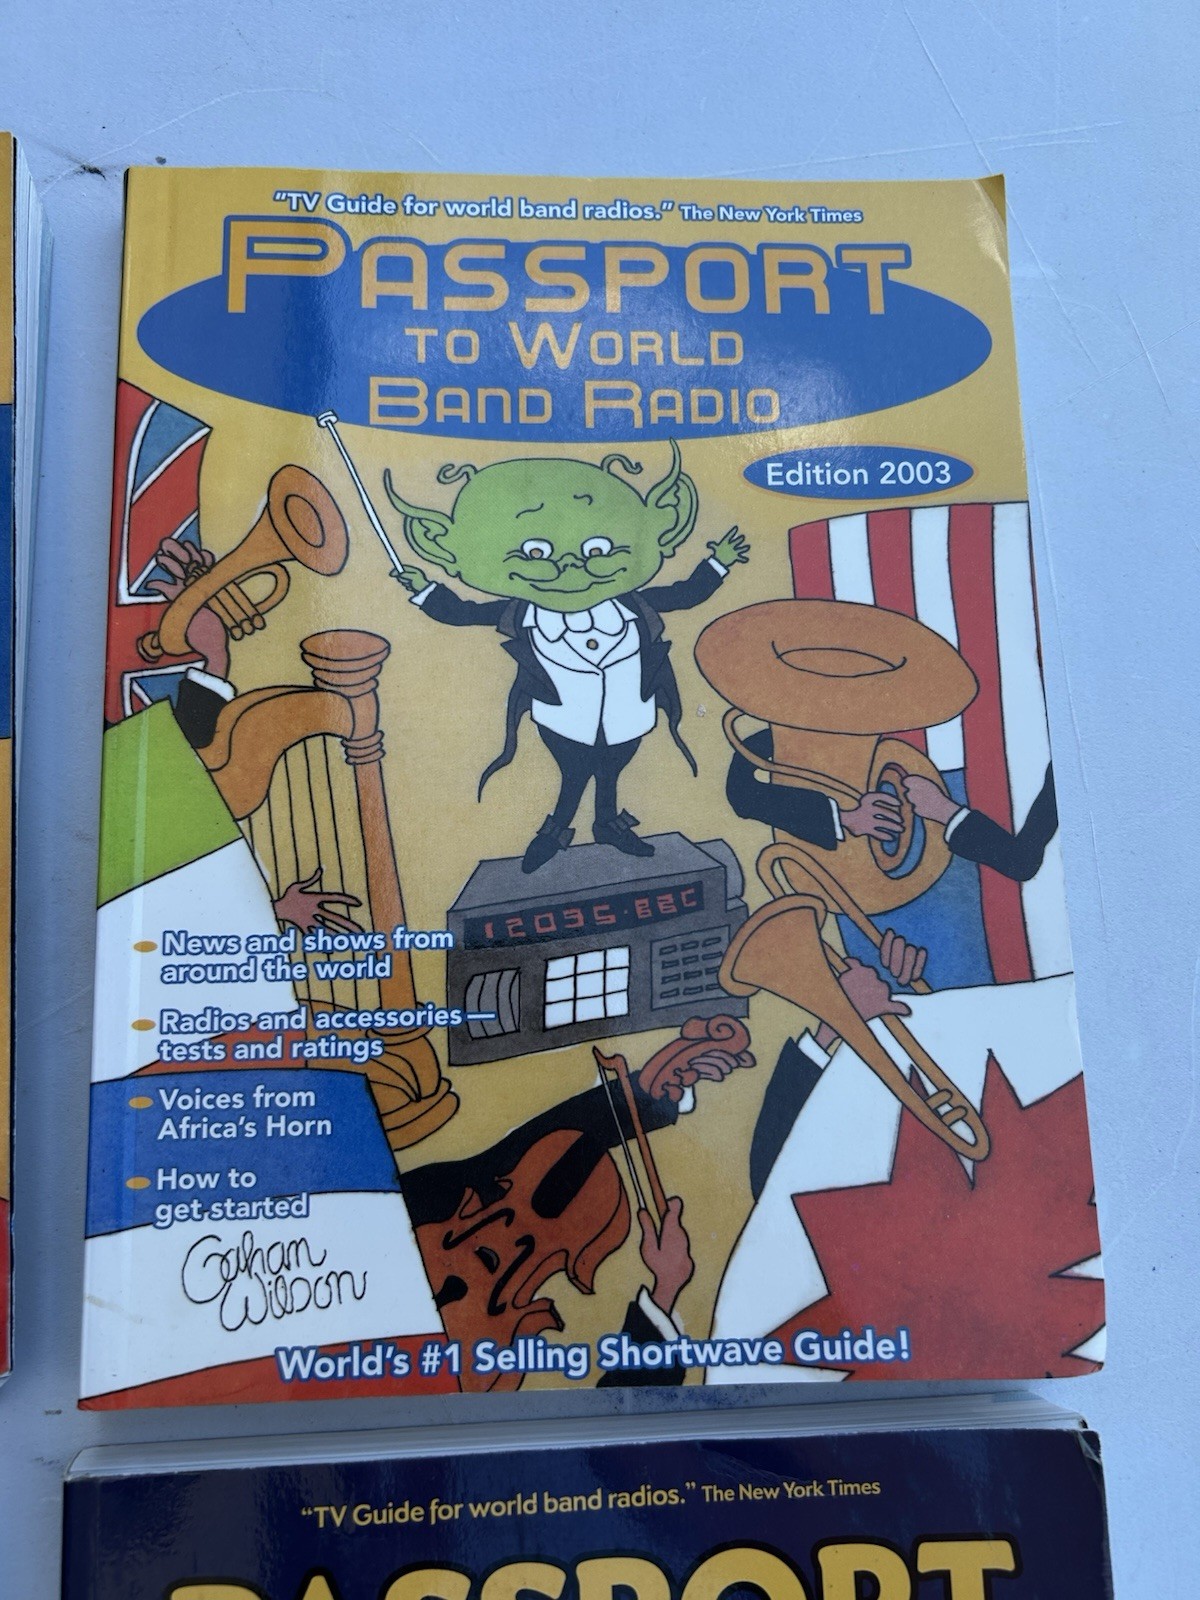 "TV Guide for world band radios." The New York Times
PASSPORT
TO WORLD
BAND RADIO
Edition 2003
12095.BBC
News and shows from
around the world
Radios and accessories—
tests and ratings
Voices from
Africa's Horn
How to
get started
Gahan
Wilson
World's #1 Selling Shortwave Guide!
"TV Guide for world band radios." The New York Times
PASSPORT